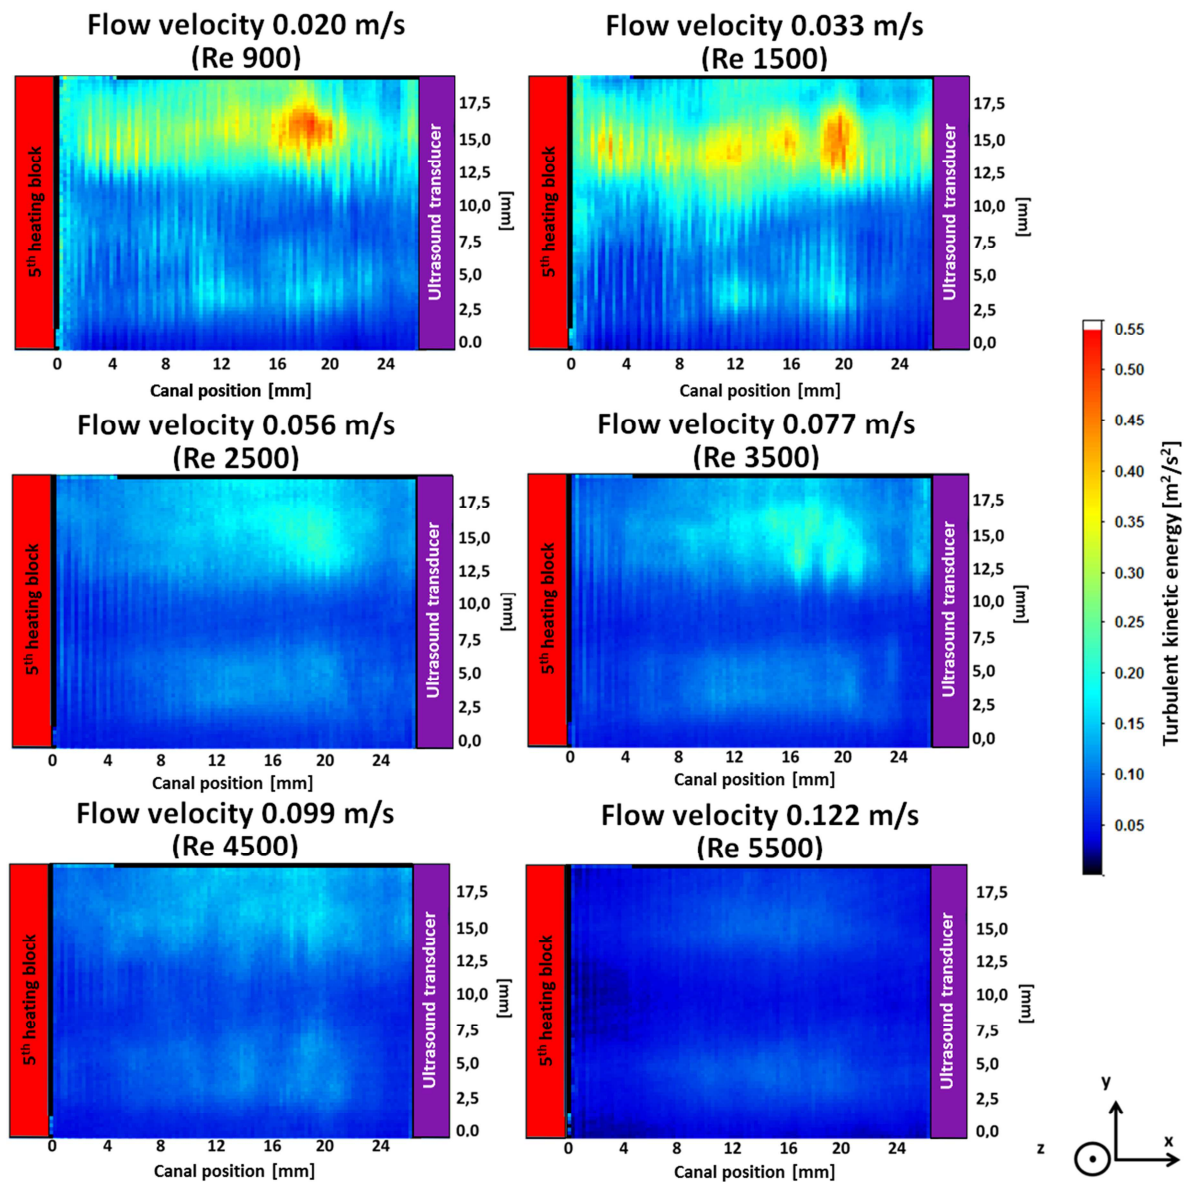 Flow velocity 0.020 m/s
(Re 900)
5th heating block
Ultrasound transducer
17,5
15,0
12,5
10,0
7,5
5,0
2,5
0.0
[mm]
0 4 8 12 16 20 24
Canal position [mm]
Flow velocity 0.033 m/s
(Re 1500)
5th heating block
Ultrasound transducer
17,5
15,0
12,5
10,0
7,5
5,0
2,5
0,0
[mm]
0 4 8 12 16 20 24
Canal position [mm]
Flow velocity 0.056 m/s
(Re 2500)
5th heating block
Ultrasound transducer
17,5
15,0
12,5
10,0
7,5
5,0
2,5
0,0
[mm]
0 4 8 12 16 20 24
Canal position [mm]
Flow velocity 0.077 m/s
(Re 3500)
5th heating block
Ultrasound transducer
17,5
15,0
12,5
10,0
7,5
5,0
2,5
0,0
[mm]
0 4 8 12 16 20 24
Canal position [mm]
Flow velocity 0.099 m/s
(Re 4500)
5th heating block
Ultrasound transducer
17,5
15,0
12,5
10,0
7,5
5,0
2,5
0.0
[mm]
0 4 8 12 16 20 24
Canal position [mm]
Flow velocity 0.122 m/s
(Re 5500)
5th heating block
Ultrasound transducer
17,5
15,0
12,5
10,0
7,5
5,0
2,5
0,0
[mm]
0 4 8 12 16 20 24
Canal position [mm]
0.55
0.50
0.45
0.40
0.35
0.30
0.25
0.20
0.15
0.10
0.05
Turbulent kinetic energy [m²/s²]
y
z
x